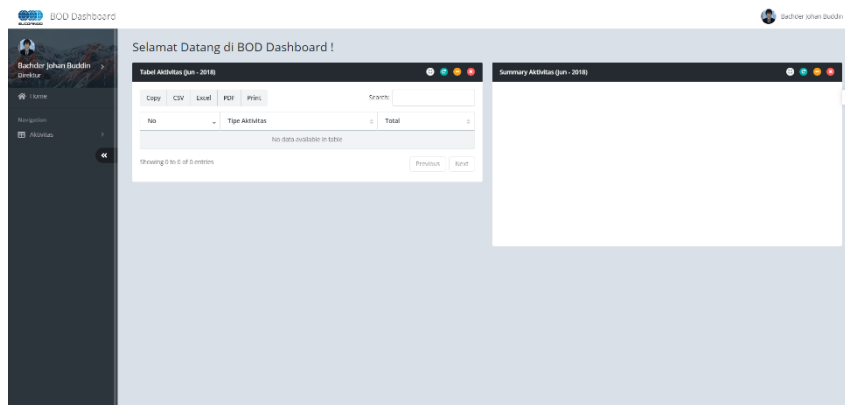 BOD Dashboard
Bachder Johan Buddin
Bachder Johan Buddin
Direktur
Home
Navigation
Aktivitas
Selamat Datang di BOD Dashboard !
Tabel Aktivitas (Jun - 2018)
Copy CSV Excel PDF Print
Search:
No Tipe Aktivitas Total
No data available in table
Showing 0 to 0 of 0 entries
Previous Next
Summary Aktivitas (Jun - 2018)